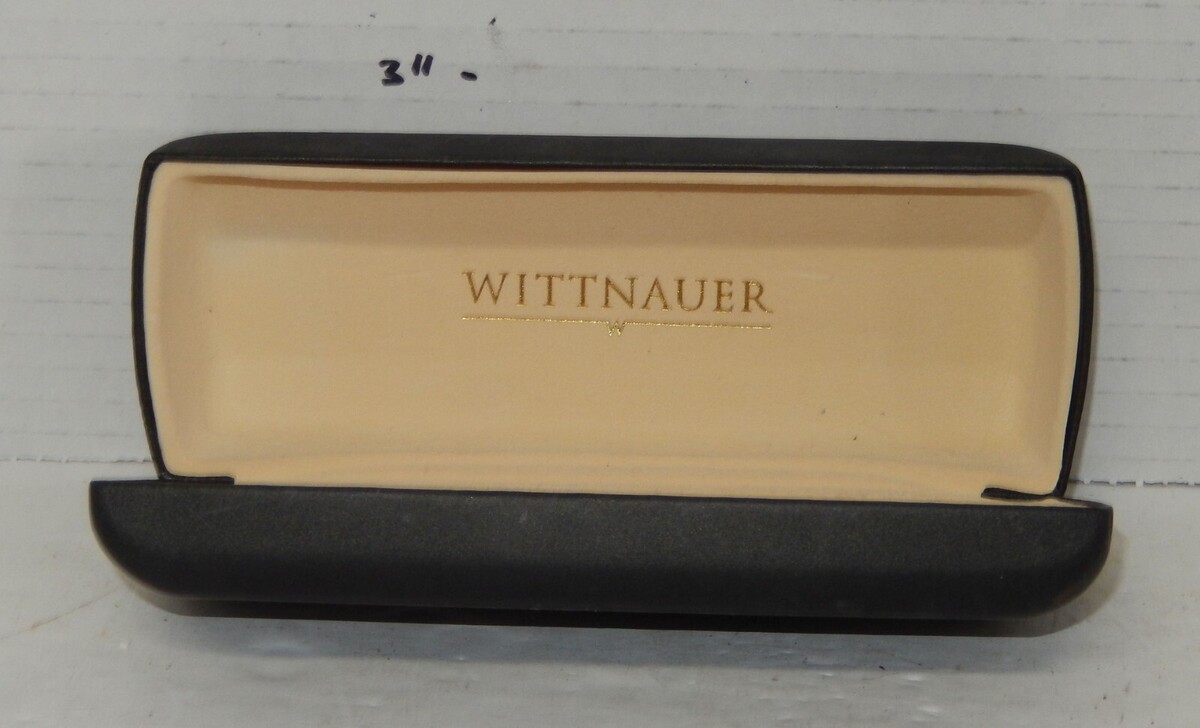 3" -
WITTNAUER
W